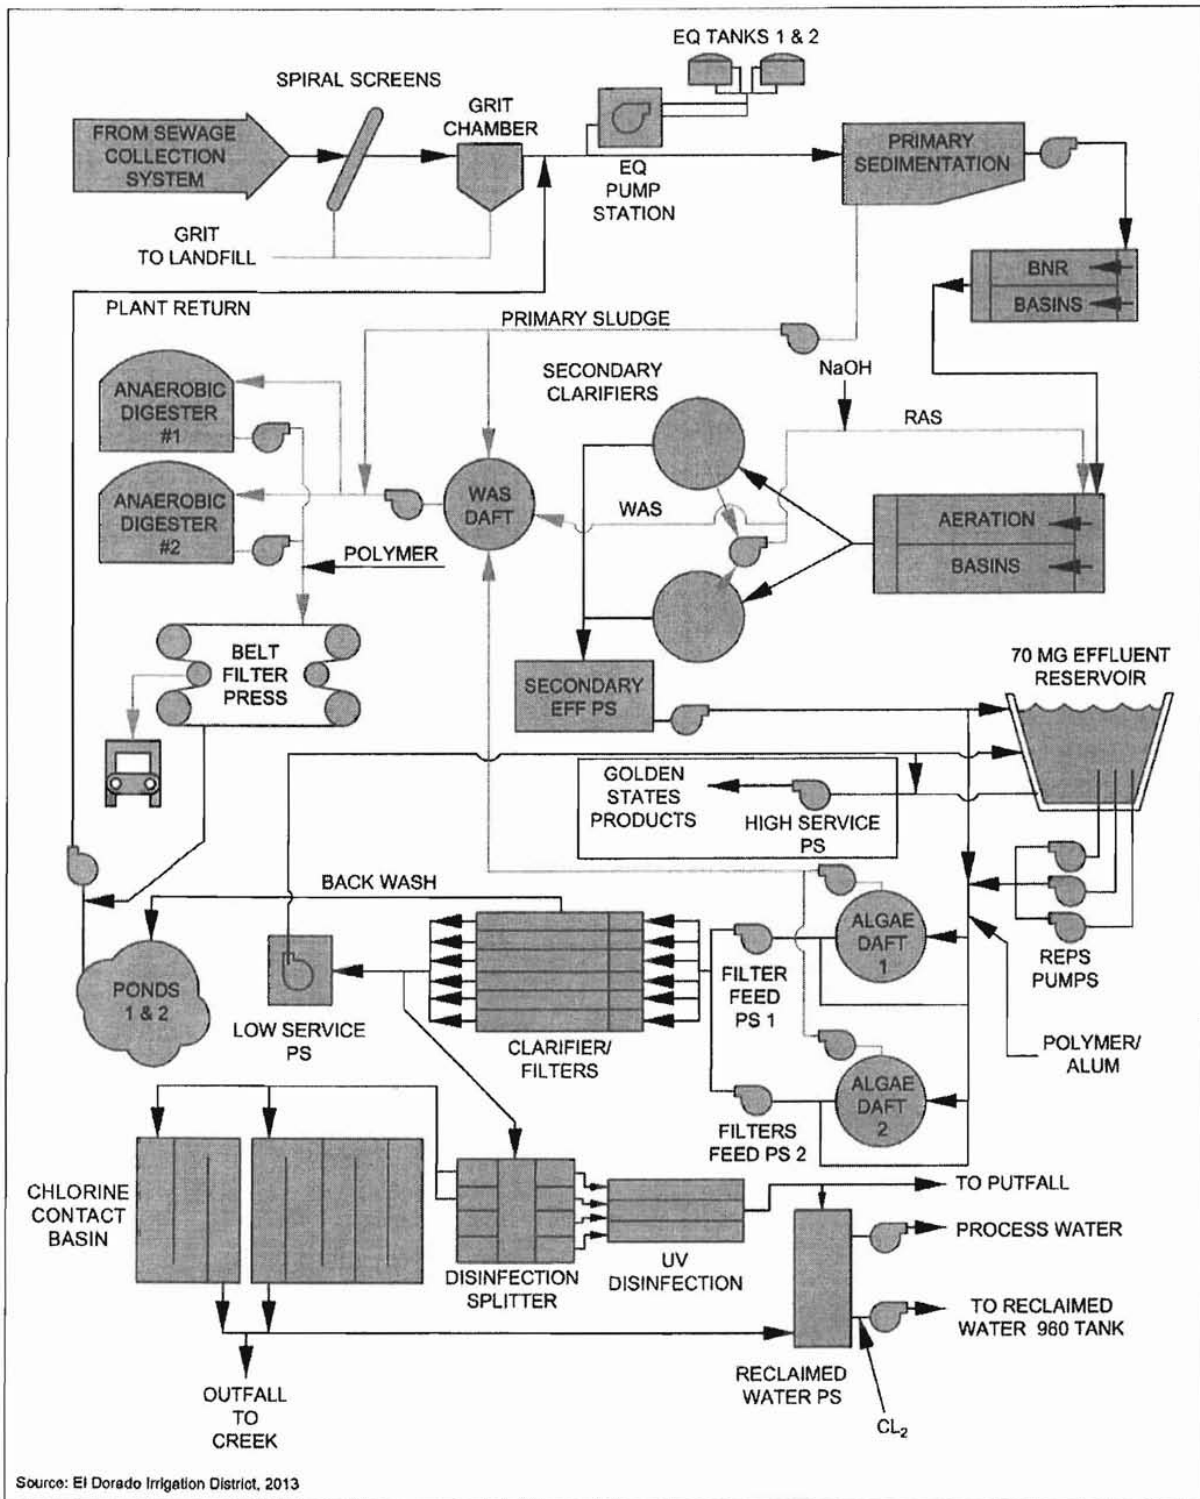 EQ TANKS 1 & 2
SPIRAL SCREENS
GRIT
CHAMBER
FROM SEWAGE
COLLECTION
SYSTEM
PRIMARY
SEDIMENTATION
EQ
PUMP
STATION
GRIT
TO LANDFILL
BNR
BASINS
PLANT RETURN
PRIMARY SLUDGE
NaOH
SECONDARY
CLARIFIERS
ANAEROBIC
DIGESTER
#1
RAS
WAS
DAFT
WAS
ANAEROBIC
DIGESTER
#2
AERATION
BASINS
POLYMER
BELT
FILTER
PRESS
SECONDARY
EFF PS
70 MG EFFLUENT
RESERVOIR
GOLDEN
STATES
PRODUCTS
HIGH SERVICE
PS
BACK WASH
ALGAE
DAFT
1
REPS
PUMPS
PONDS
1 & 2
LOW SERVICE
PS
FILTER
FEED
PS 1
CLARIFIER/
FILTERS
POLYMER/
ALUM
ALGAE
DAFT
2
FILTERS
FEED PS 2
CHLORINE
CONTACT
BASIN
TO PUTFALL
PROCESS WATER
DISINFECTION
SPLITTER
UV
DISINFECTION
TO RECLAIMED
WATER 960 TANK
RECLAIMED
WATER PS
OUTFALL
TO
CREEK
CL₂
Source: El Dorado Irrigation District, 2013